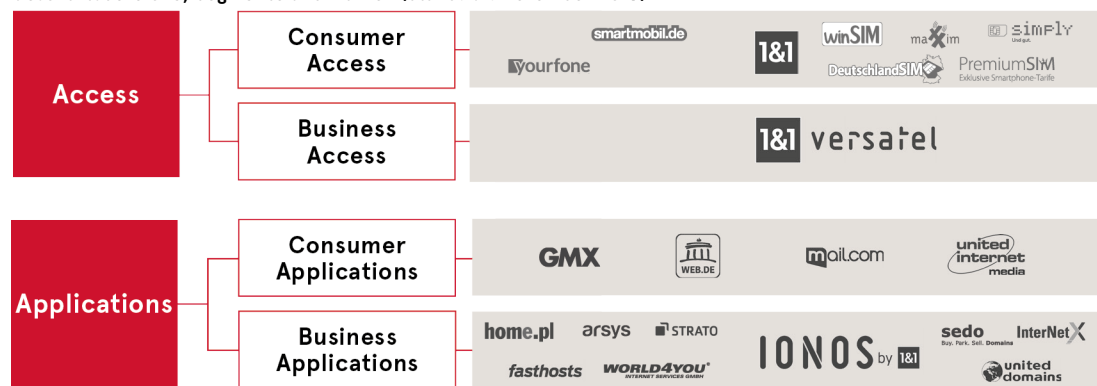 Access
Consumer
Access
smartmobil.de
yourfone
1&1
winSIM
maXXim
simply
Und gut.
DeutschlandSIM
PremiumSIM
Exklusive Smartphone-Tarife
Business
Access
1&1 versatel
Applications
Consumer
Applications
GMX
WEB.DE
mail.com
united
internet
media
Business
Applications
home.pl
arsys
STRATO
fasthosts
WORLD4YOU
INTERNET SERVICES GMBH
IONOS by 1&1
sedo
Buy. Park. Sell. Domains
InterNetX
united
domains